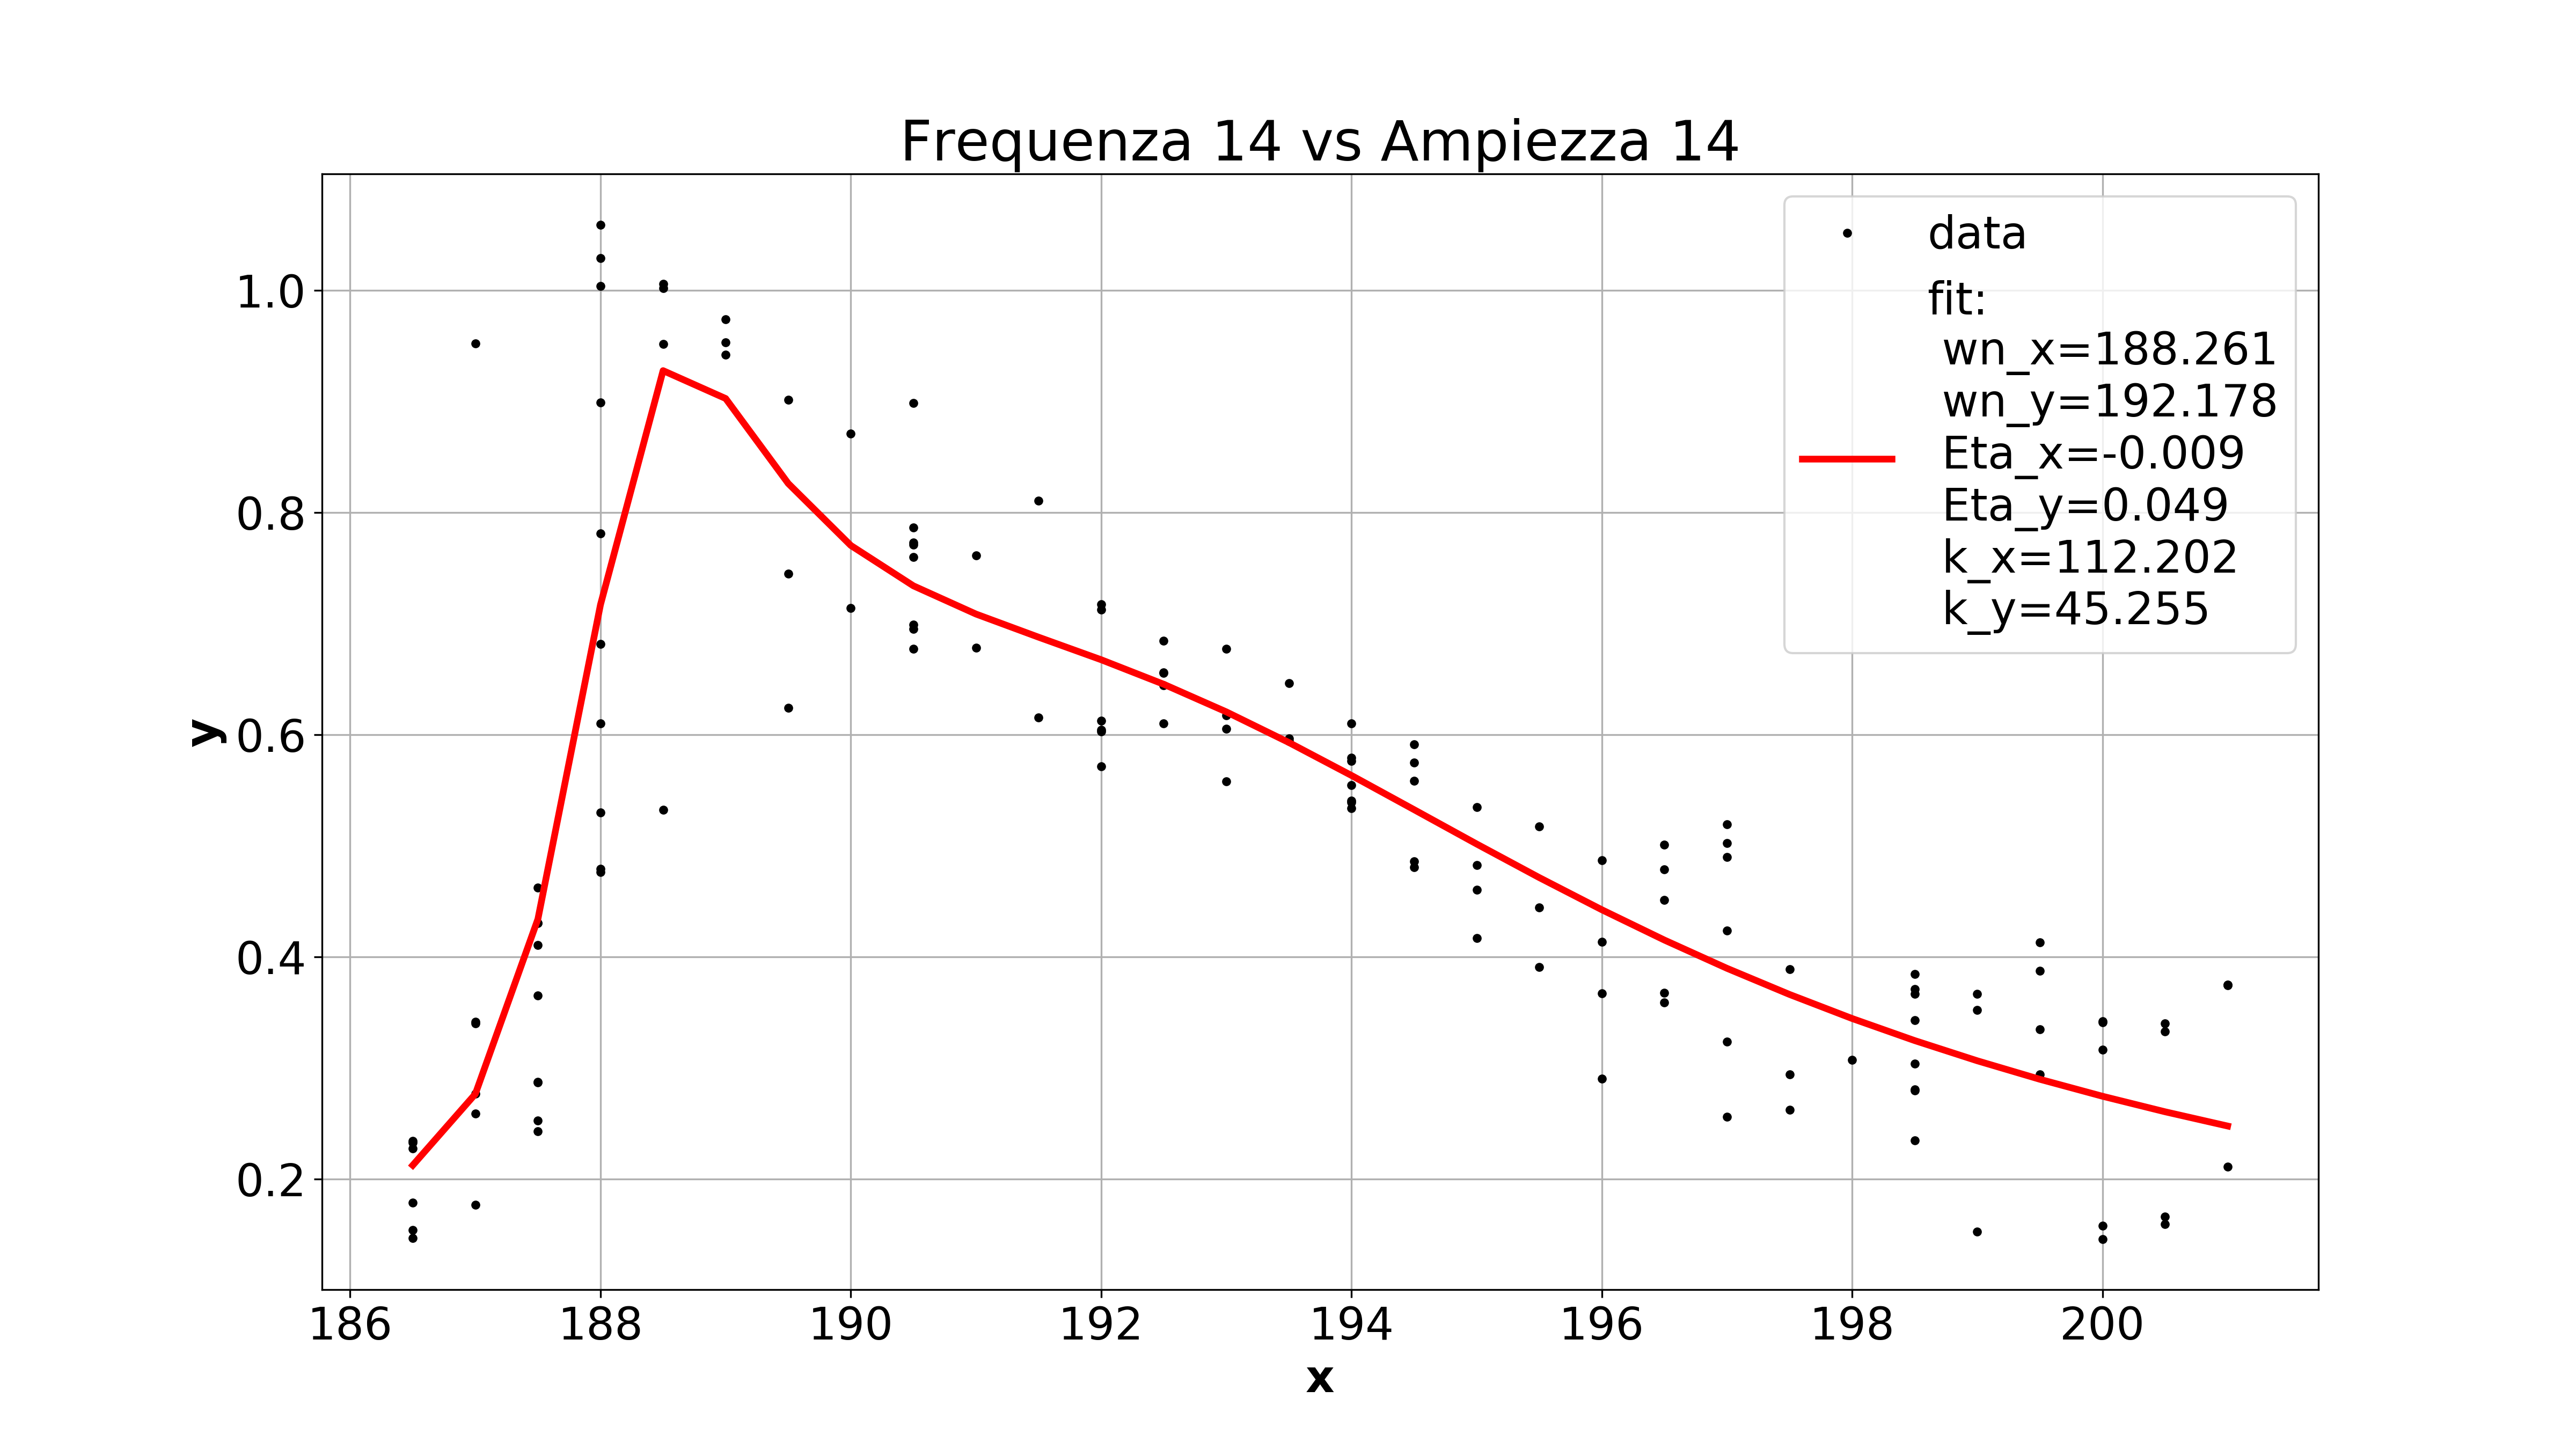 Frequenza 14 vs Ampiezza 14
data
fit:
wn_x=188.261
wn_y=192.178
Eta_x=-0.009
Eta_y=0.049
k_x=112.202
k_y=45.255
y
1.0
0.8
0.6
0.4
0.2
186 188 190 192 194 196 198 200
x